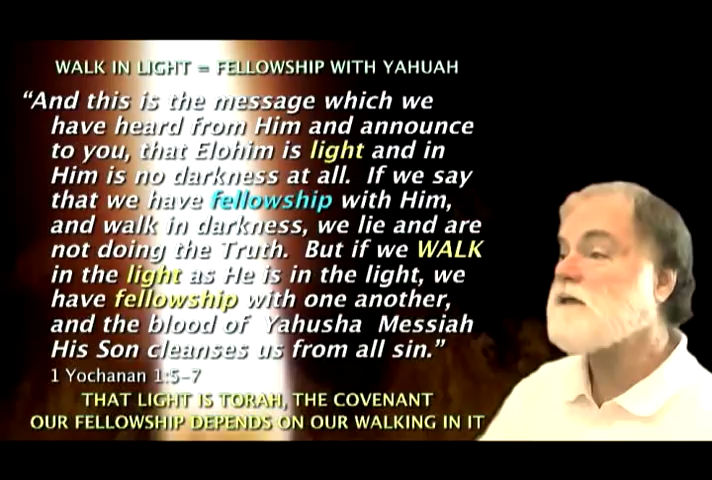 WALK IN LIGHT = FELLOWSHIP WITH YAHUAH
“And this is the message which we
have heard from Him and announce
to you, that Elohim is light and in
Him is no darkness at all. If we say
that we have fellowship with Him,
and walk in darkness, we lie and are
not doing the Truth. But if we WALK
in the light as He is in the light, we
have fellowship with one another,
and the blood of Yahusha Messiah
His Son cleanses us from all sin.”
1 Yochanan 1:5-7
THAT LIGHT IS TORAH, THE COVENANT
OUR FELLOWSHIP DEPENDS ON OUR WALKING IN IT